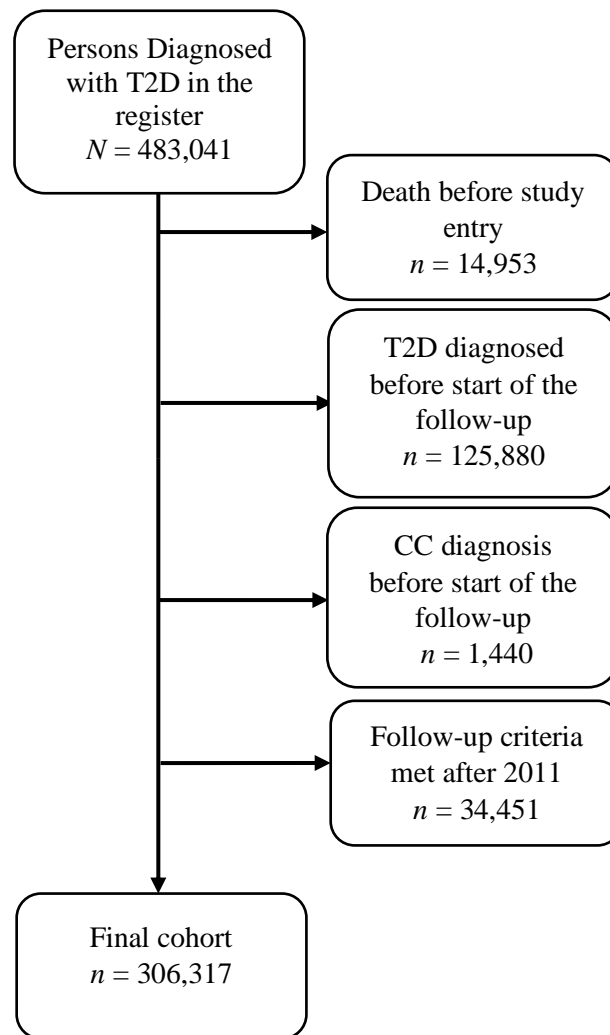 Persons Diagnosed
with T2D in the
register
N = 483,041
Death before study
entry
n = 14,953
T2D diagnosed
before start of the
follow-up
n = 125,880
CC diagnosis
before start of the
follow-up
n = 1,440
Follow-up criteria
met after 2011
n = 34,451
Final cohort
n = 306,317